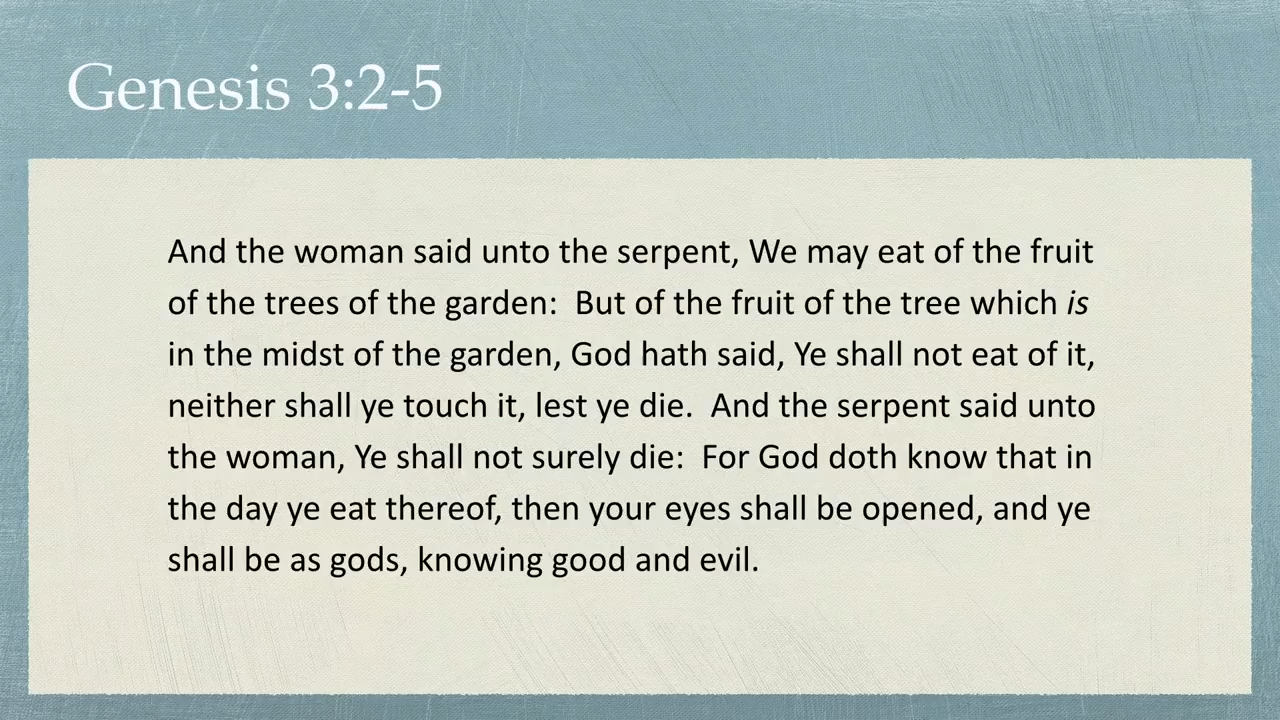 Genesis 3:2-5
And the woman said unto the serpent, We may eat of the fruit
of the trees of the garden:  But of the fruit of the tree which is
in the midst of the garden, God hath said, Ye shall not eat of it,
neither shall ye touch it, lest ye die.  And the serpent said unto
the woman, Ye shall not surely die:  For God doth know that in
the day ye eat thereof, then your eyes shall be opened, and ye
shall be as gods, knowing good and evil.